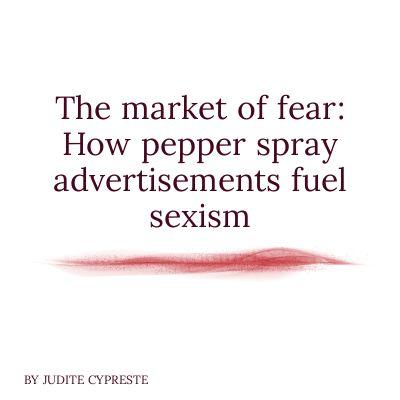 The market of fear:
How pepper spray
advertisements fuel
sexism
BY JUDITE CYPRESTE